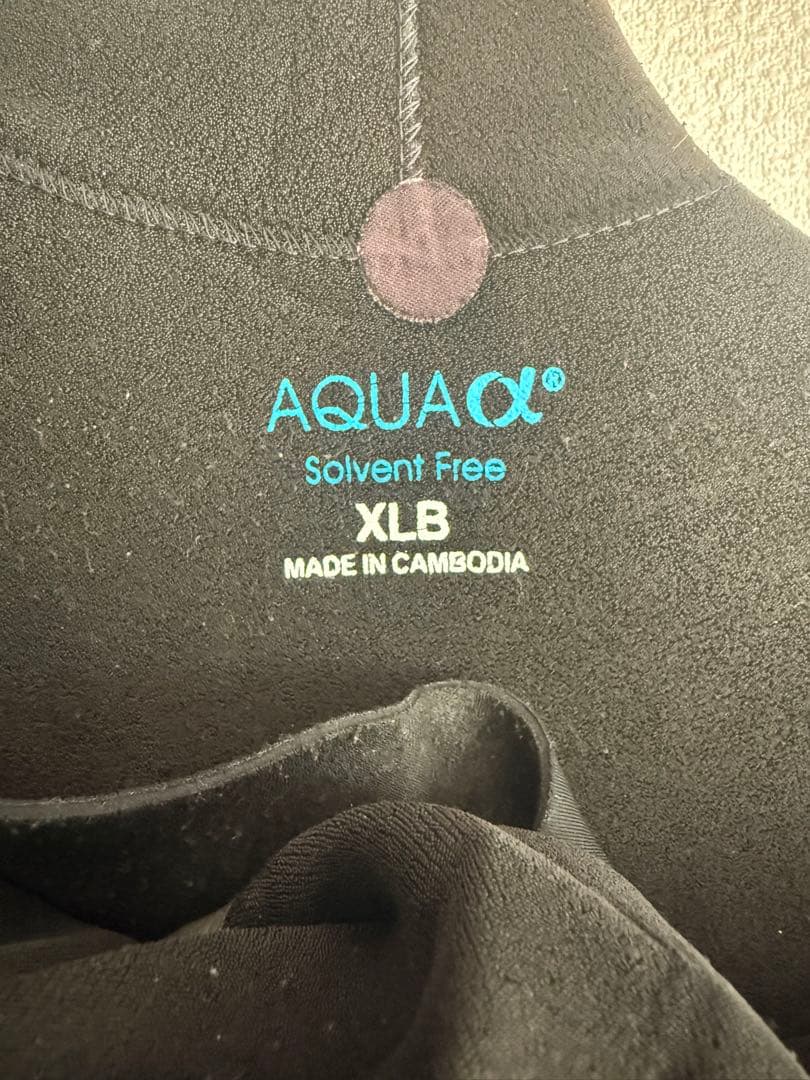 AQUAα®
Solvent Free
XLB
MADE IN CAMBODIA